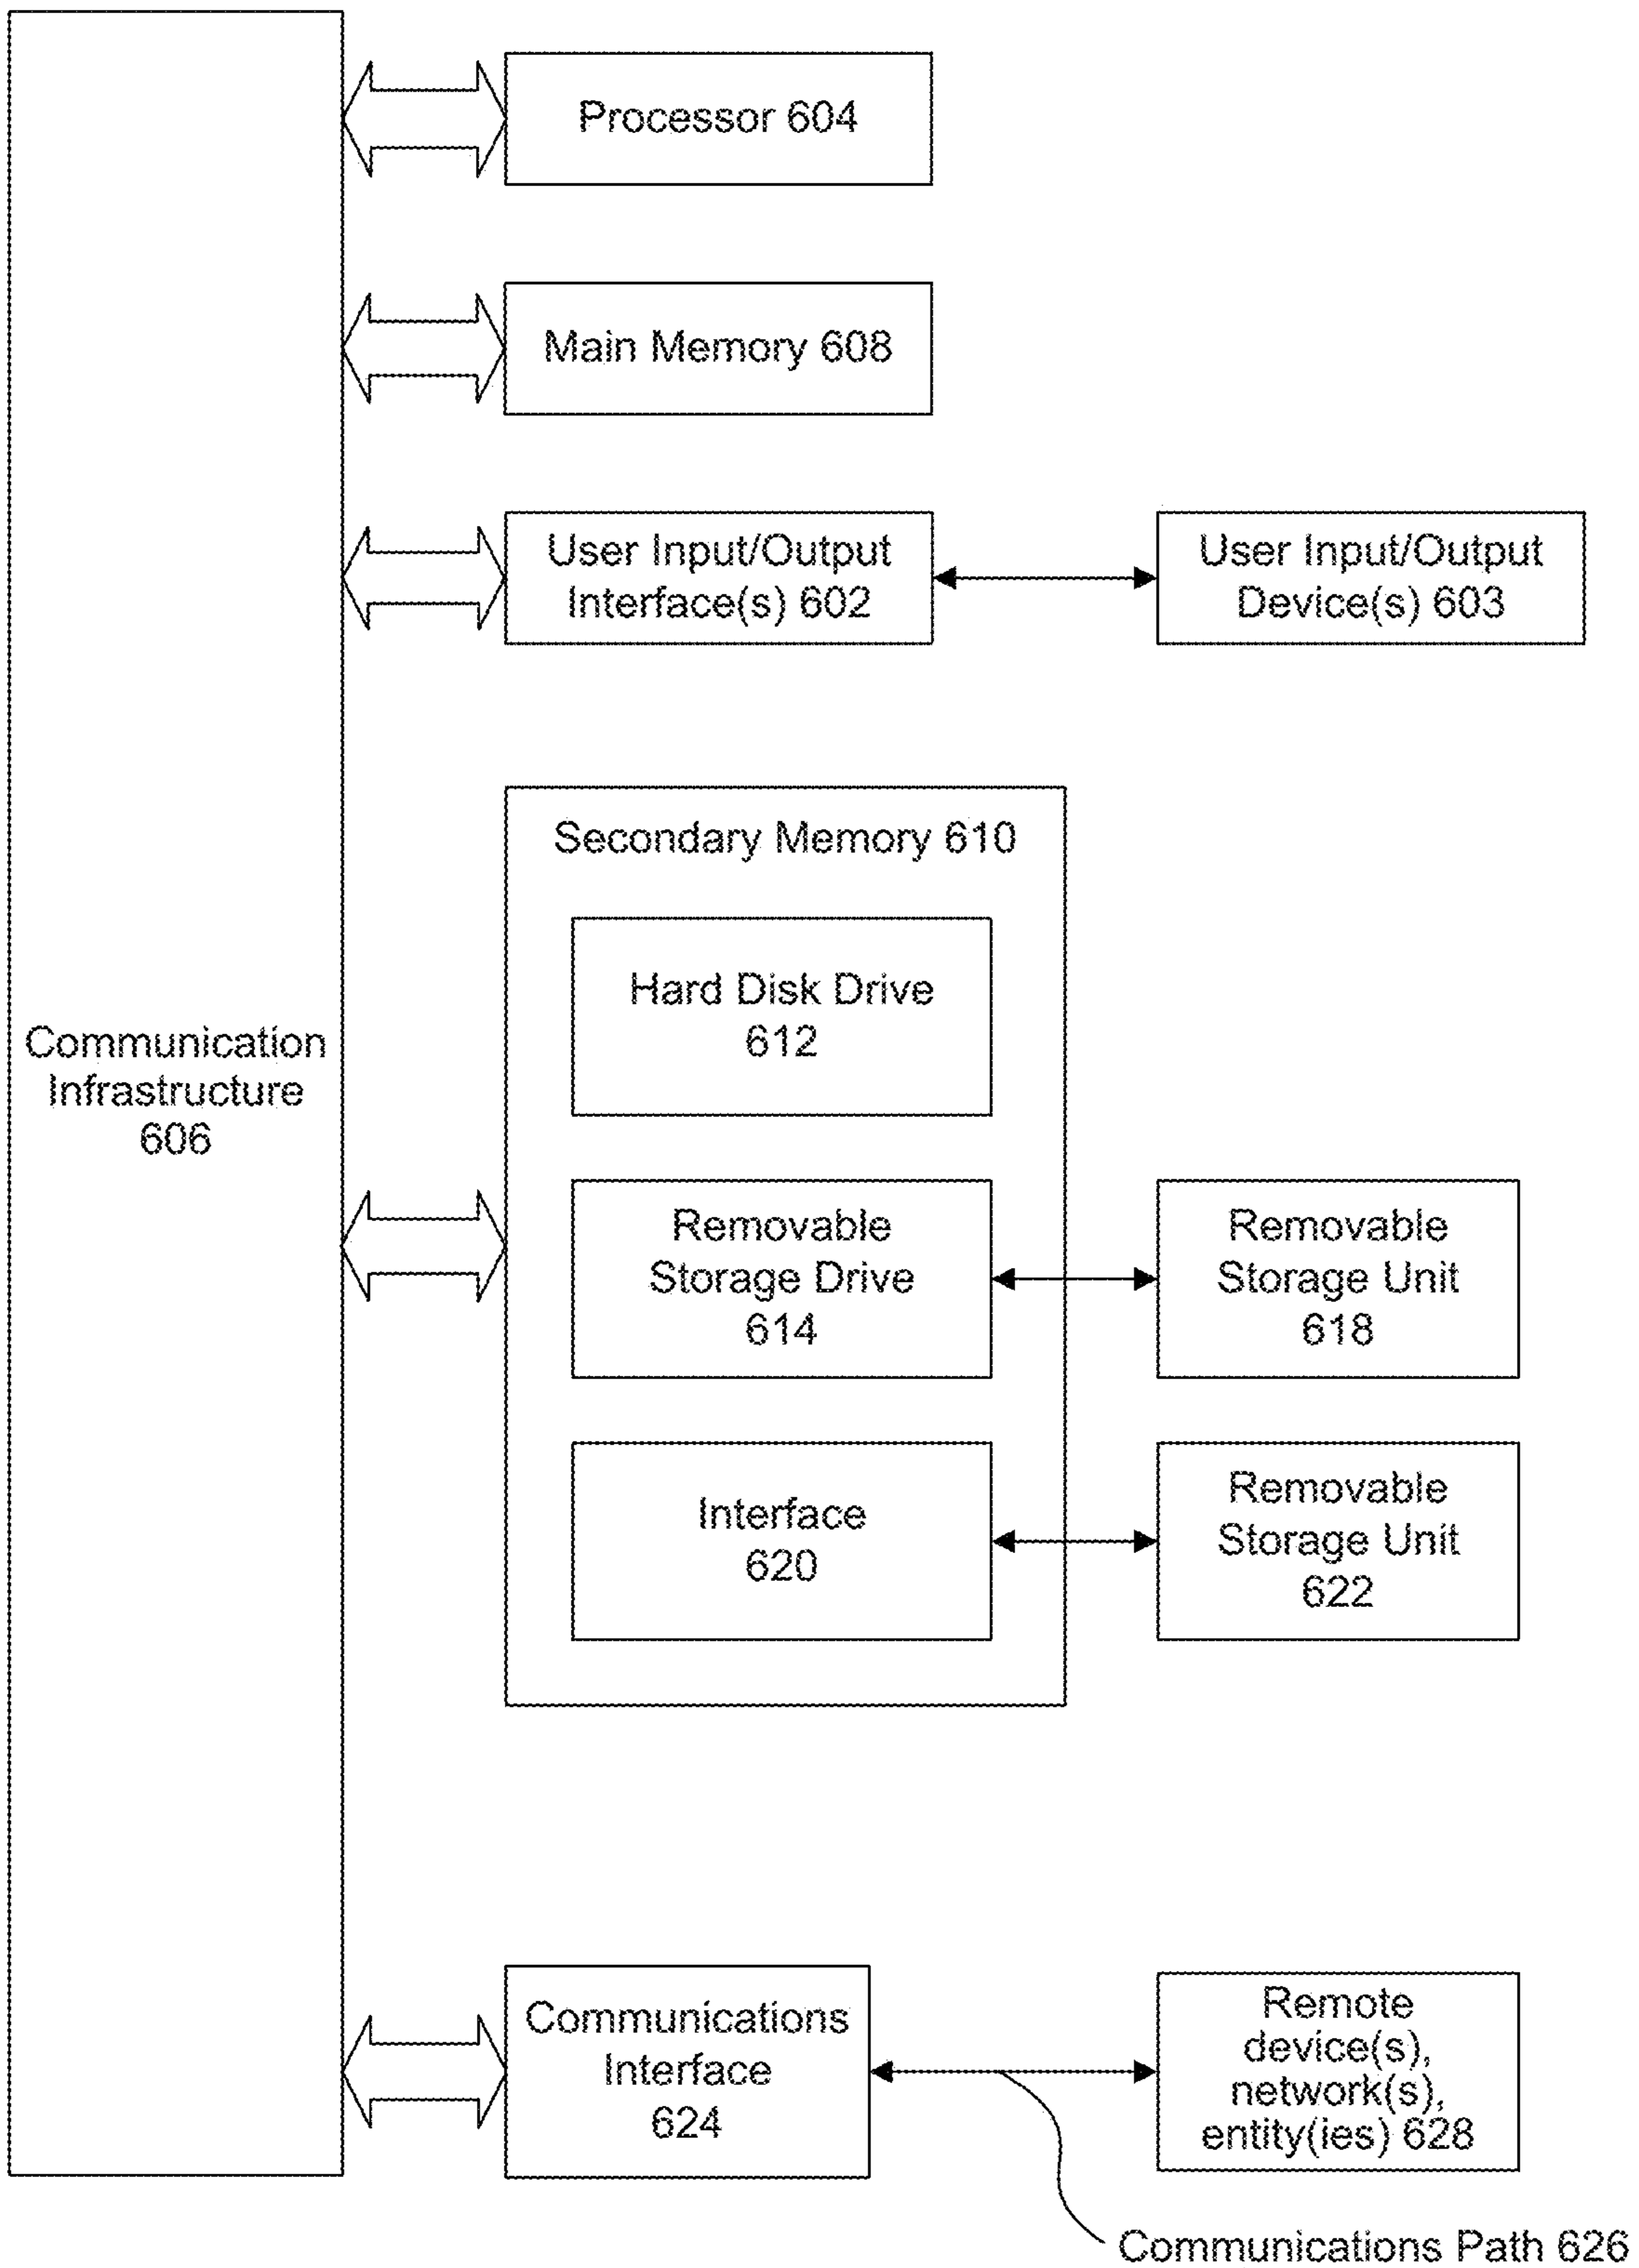 Processor 604
Main Memory 608
User Input/Output
Interface(s) 602
User Input/Output
Device(s) 603
Secondary Memory 610
Hard Disk Drive
612
Communication
Infrastructure
606
Removable
Storage Drive
614
Removable
Storage Unit
618
Interface
620
Removable
Storage Unit
622
Communications
Interface
624
Remote
device(s),
network(s),
entity(ies) 628
Communications Path 626